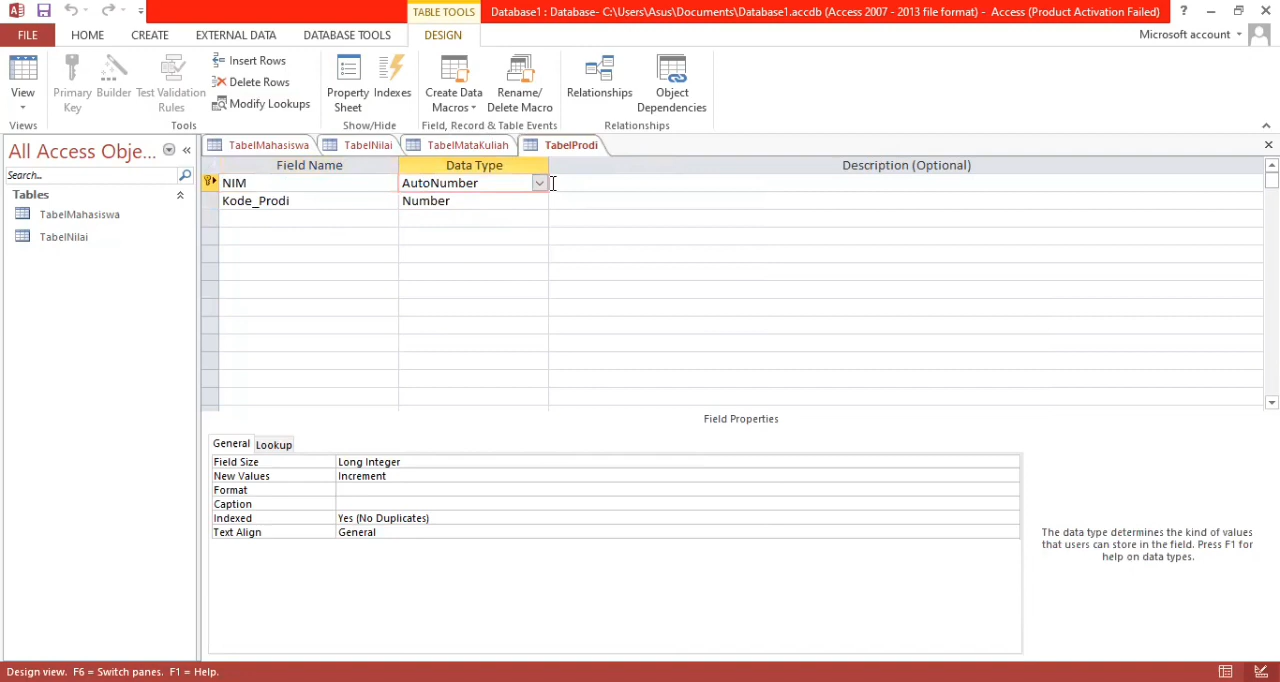 TABLE TOOLS
Database1 : Database- C:\Users\Asus\Documents\Database1.accdb (Access 2007 - 2013 file format) - Access (Product Activation Failed)
?
FILE HOME CREATE EXTERNAL DATA DATABASE TOOLS DESIGN Microsoft account
View
Primary Key
Builder
Test Validation Rules
Insert Rows
Delete Rows
Modify Lookups
Property Sheet
Indexes
Create Data Macros
Rename/ Delete Macro
Relationships
Object Dependencies
Views Tools Show/Hide Field, Record & Table Events Relationships
All Access Obje...
Search...
Tables
TabelMahasiswa
TabelNilai
TabelMahasiswa TabelNilai TabelMataKuliah TabelProdi
Field Name Data Type Description (Optional)
NIM AutoNumber
Kode_Prodi Number
Field Properties
General Lookup
Field Size Long Integer
New Values Increment
Format
Caption
Indexed Yes (No Duplicates)
Text Align General
The data type determines the kind of values
that users can store in the field. Press F1 for
help on data types.
Design view. F6 = Switch panes. F1 = Help.